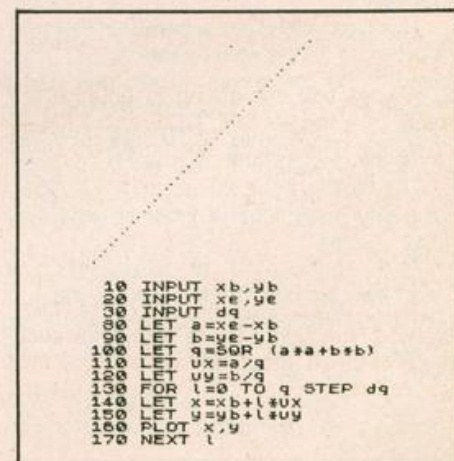 10 INPUT xb,yb
20 INPUT xe,ye
30 INPUT dq
80 LET a=xe-xb
90 LET b=ye-yb
100 LET q=SQR (a*a+b*b)
110 LET ux=a/q
120 LET uy=b/q
130 FOR l=0 TO q STEP dq
140 LET x=xb+l*ux
150 LET y=yb+l*uy
160 PLOT x,y
170 NEXT l